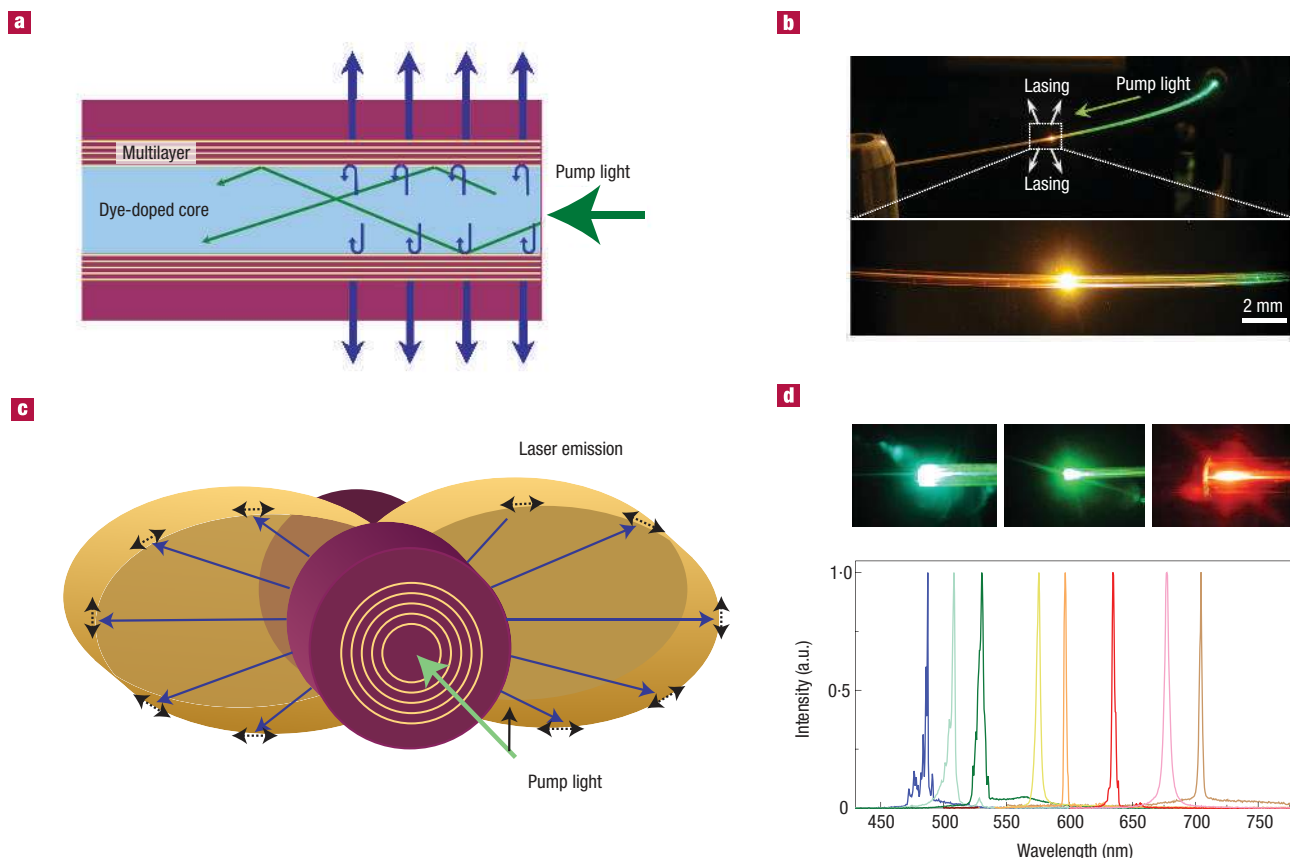 a
Multilayer
Dye-doped core
Pump light
b
Lasing
Pump light
Lasing
2 mm
c
Laser emission
Pump light
d
1·0
0·5
0
Intensity (a.u.)
450 500 550 600 650 700 750
Wavelength (nm)